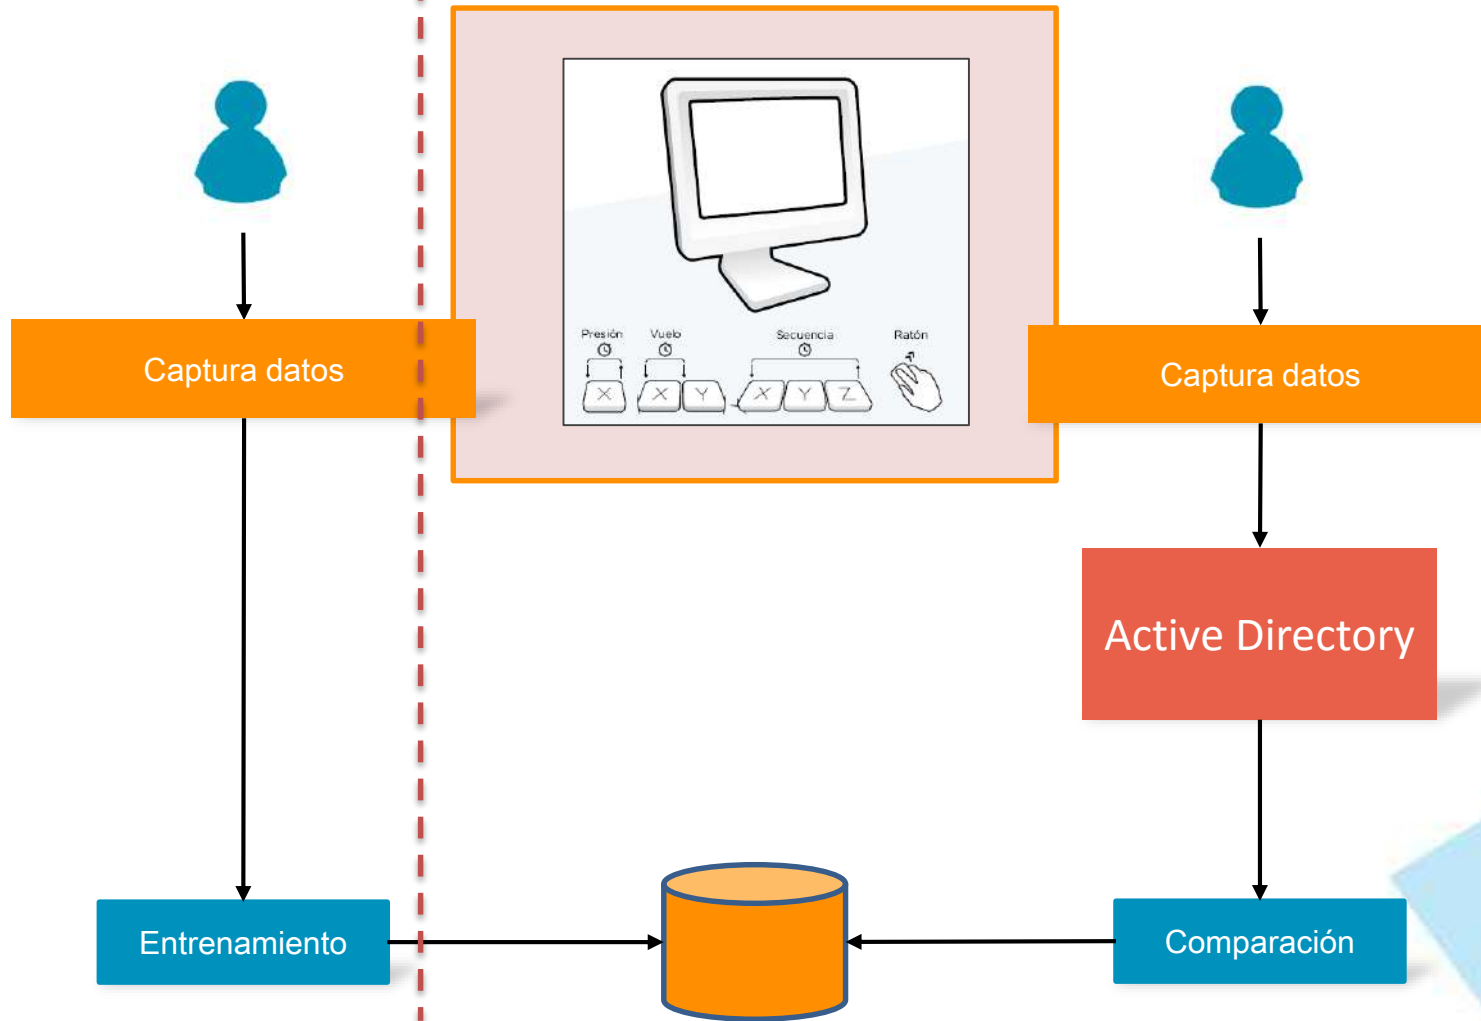 Presión Vuelo Secuencia Ratón
X X Y X Y Z
Captura datos
Captura datos
Active Directory
Entrenamiento
Comparación